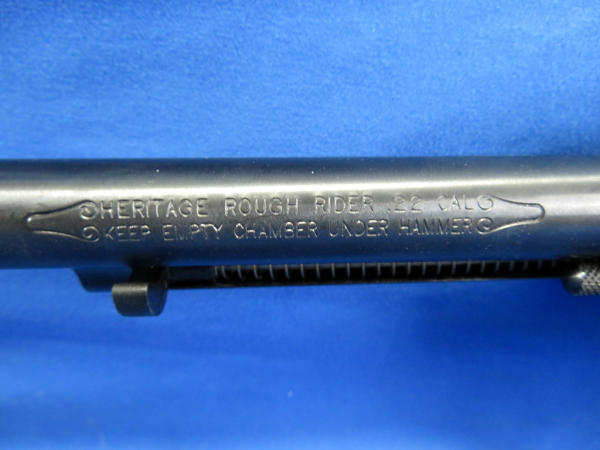 HERITAGE ROUGH RIDER .22 CAL
KEEP EMPTY CHAMBER UNDER HAMMER